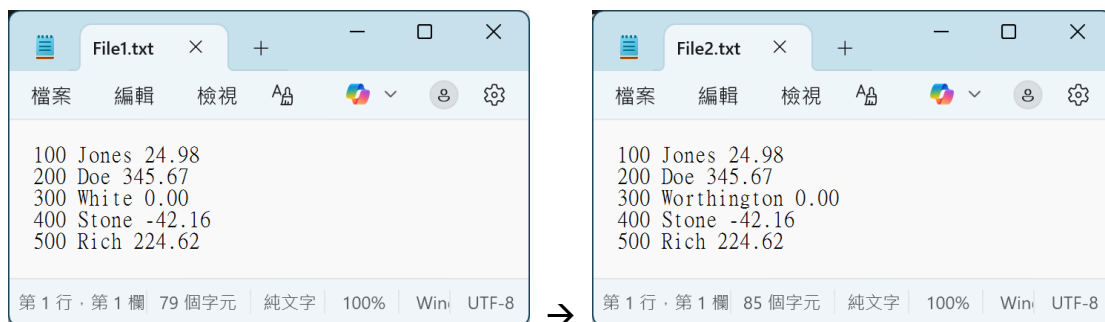 File1.txt
檔案 編輯 檢視
100 Jones 24.98
200 Doe 345.67
300 White 0.00
400 Stone -42.16
500 Rich 224.62
第 1 行，第 1 欄 79 個字元 純文字 100% Win UTF-8
→
File2.txt
檔案 編輯 檢視
100 Jones 24.98
200 Doe 345.67
300 Worthington 0.00
400 Stone -42.16
500 Rich 224.62
第 1 行，第 1 欄 85 個字元 純文字 100% Win UTF-8